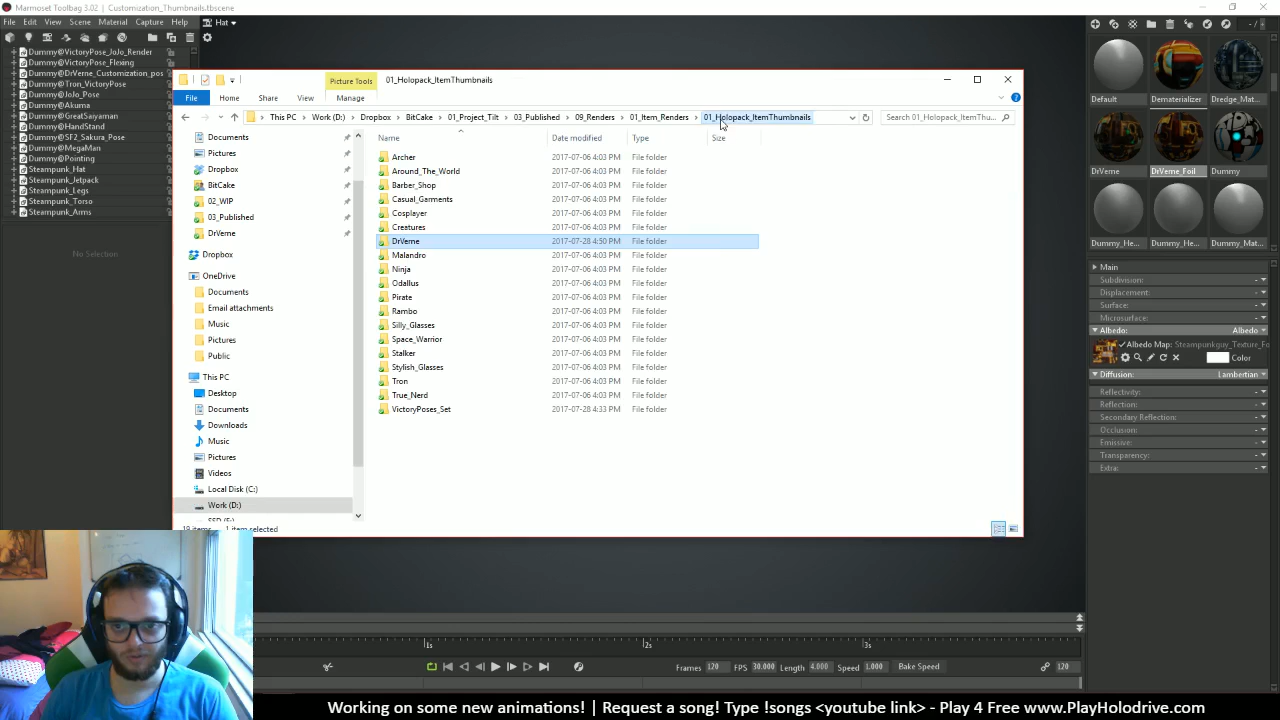 Marmoset Toolbag 3.02 | Customization_Thumbnails.tbscene
File Edit View Scene Material Capture Help
Hat
Dummy@VictoryPose_JoJo_Render
Dummy@VictoryPose_Flexing
Dummy@DrVerne_Customization_pos
Dummy@Tron_VictoryPose
Dummy@JoJo_Pose
Dummy@Akuma
Dummy@GreatSaiyaman
Dummy@HandStand
Dummy@SF2_Sakura_Pose
Dummy@MegaMan
Dummy@Pointing
Steampunk_Hat
Steampunk_Jetpack
Steampunk_Legs
Steampunk_Torso
Steampunk_Arms
No Selection
Picture Tools 01_Holopack_ItemThumbnails
File Home Share View Manage
This PC > Work (D:) > Dropbox > BitCake > 01_Project_Tilt > 03_Published > 09_Renders > 01_Item_Renders > 01_Holopack_ItemThumbnails
Search 01_Holopack_ItemThu...
Documents
Pictures
Dropbox
BitCake
02_WIP
03_Published
DrVerne
Dropbox
OneDrive
Documents
Email attachments
Music
Pictures
Public
This PC
Desktop
Documents
Downloads
Music
Pictures
Videos
Local Disk (C:)
Work (D:)
SSD (E:)
Name Date modified Type Size
Archer 2017-07-06 4:03 PM File folder
Around_The_World 2017-07-06 4:03 PM File folder
Barber_Shop 2017-07-06 4:03 PM File folder
Casual_Garments 2017-07-06 4:03 PM File folder
Cosplayer 2017-07-06 4:03 PM File folder
Creatures 2017-07-06 4:03 PM File folder
DrVerne 2017-07-28 4:50 PM File folder
Malandro 2017-07-06 4:03 PM File folder
Ninja 2017-07-06 4:03 PM File folder
Odallus 2017-07-06 4:03 PM File folder
Pirate 2017-07-06 4:03 PM File folder
Rambo 2017-07-06 4:03 PM File folder
Silly_Glasses 2017-07-06 4:03 PM File folder
Space_Warrior 2017-07-06 4:03 PM File folder
Stalker 2017-07-06 4:03 PM File folder
Stylish_Glasses 2017-07-06 4:03 PM File folder
Tron 2017-07-06 4:03 PM File folder
True_Nerd 2017-07-06 4:03 PM File folder
VictoryPoses_Set 2017-07-28 4:33 PM File folder
19 items 1 item selected
Default Dematerializer Dredge_Mat...
DrVerne DrVerne_Foil Dummy
Dummy_He... Dummy_He... Dummy_Mat...
Main
Subdivision:
Displacement:
Surface:
Microsurface:
Albedo: Albedo
Albedo Map: Steampunkguy_Texture_Fo
Color
Diffusion: Lambertian
Reflectivity:
Reflection:
Secondary Reflection:
Occlusion:
Emissive:
Transparency:
Extra:
1s 2s 3s
Frames 120 FPS 30.000 Length 4.000 Speed 1.000 Bake Speed 120
Working on some new animations! | Request a song! Type !songs <youtube link> - Play 4 Free www.PlayHolodrive.com